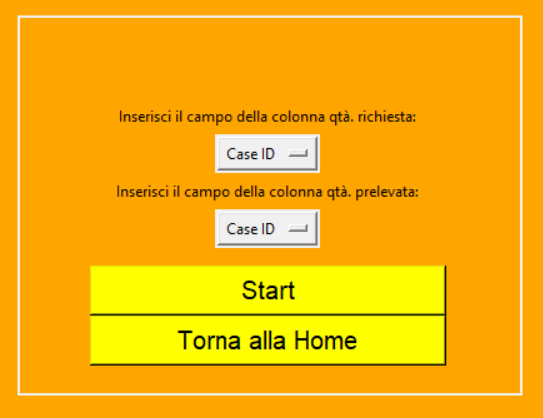 Inserisci il campo della colonna qtà. richiesta:
Case ID
Inserisci il campo della colonna qtà. prelevata:
Case ID
Start
Torna alla Home